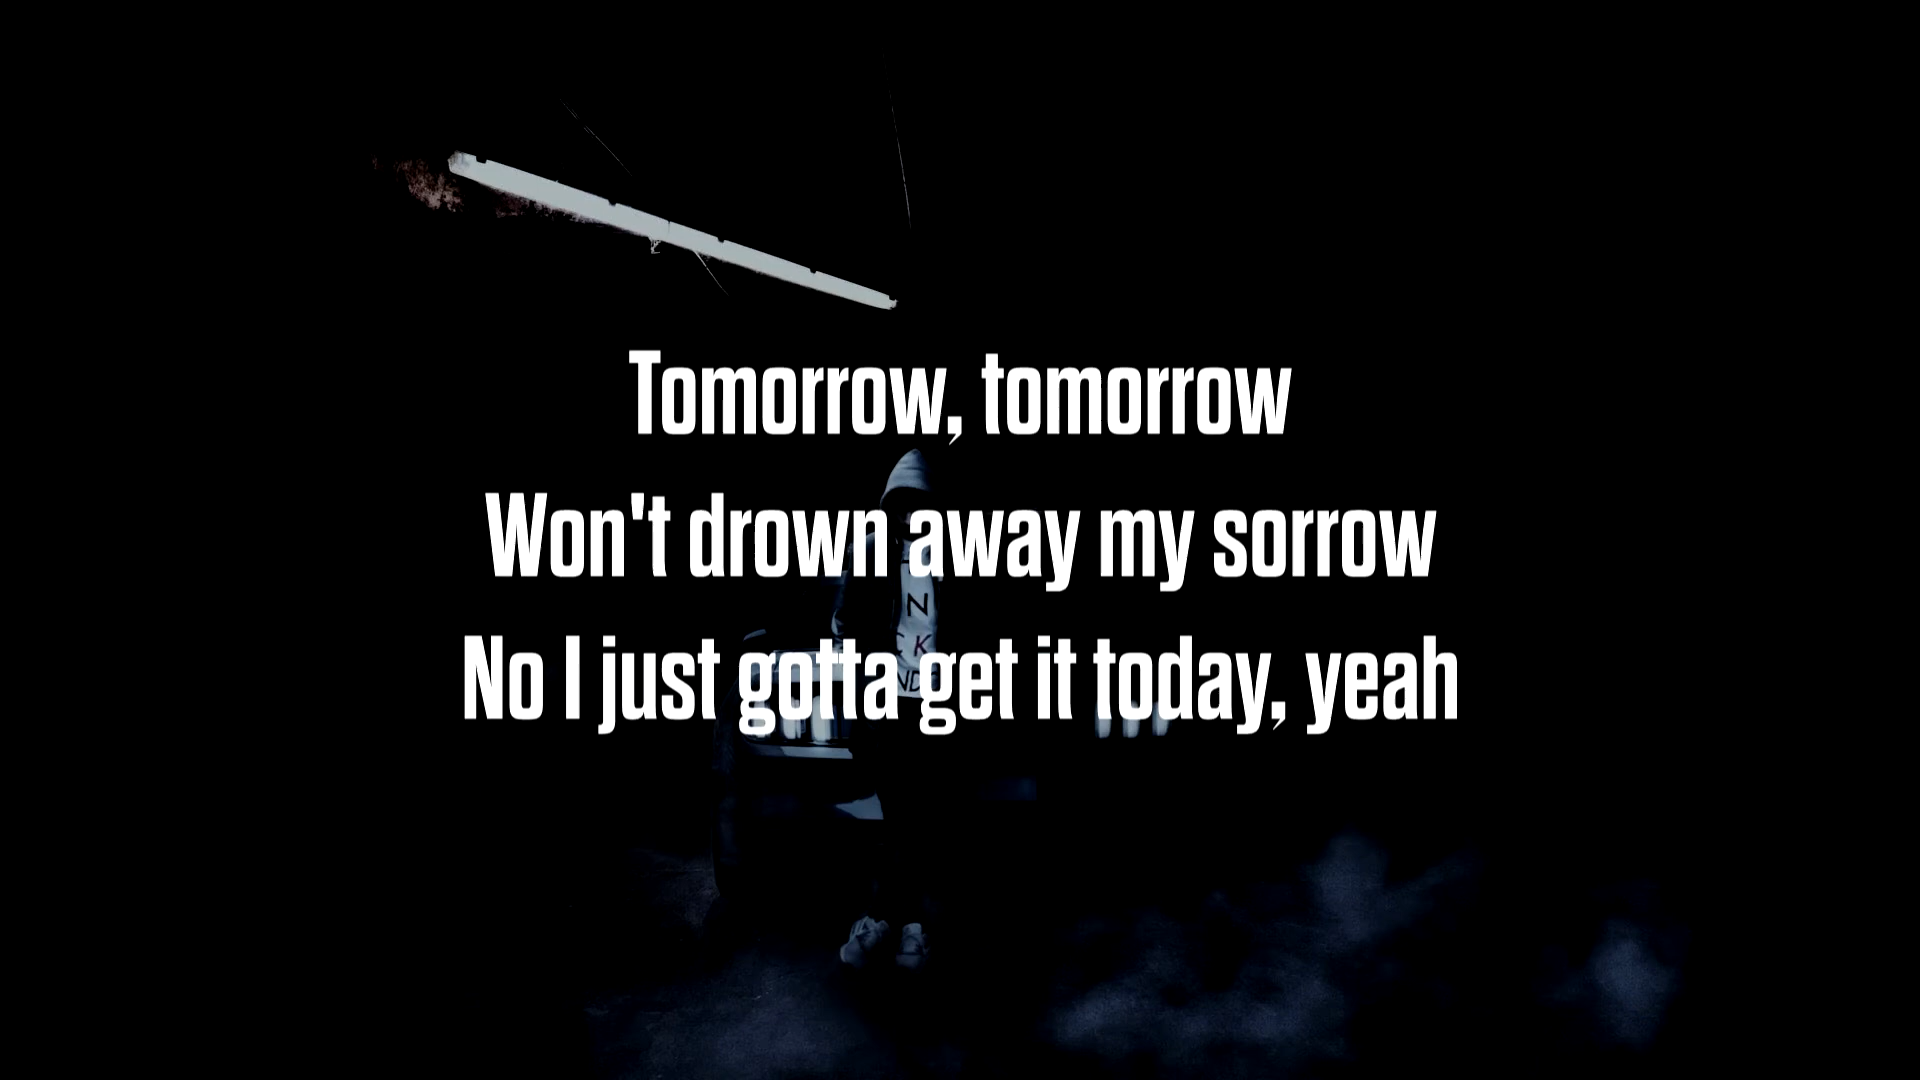 Tomorrow, tomorrow
Won't drown away my sorrow
N
K
No I just gotta get it today, yeah